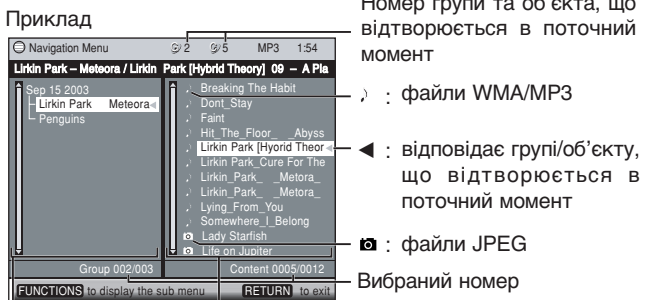 Приклад
Номер групи та об'єкта, що
відтворюється в поточний
момент
Navigation Menu 2 5 MP3 1:54
Lirkin Park – Meteora / Lirkin Park [Hybrid Theory] 09 – A Pla
Sep 15 2003
Lirkin Park Meteora
Penguins
Breaking The Habit
Dont_Stay
Faint
Hit_The_Floor_ _Abyss
Lirkin Park [Hyorid Theor
Lirkin Park_Cure For The
Lirkin_Park_ _Metora_
Lirkin_Park_ _Metora_
Lying_From_You
Somewhere_I_Belong
Lady Starfish
Life on Jupiter
Group 002/003
Content 0005/0012
FUNCTIONS to display the sub menu RETURN to exit
♪ : файли WMA/MP3
◀ : відповідає групі/об’єкту,
що відтворюється в
поточний момент
: файли JPEG
Вибраний номер